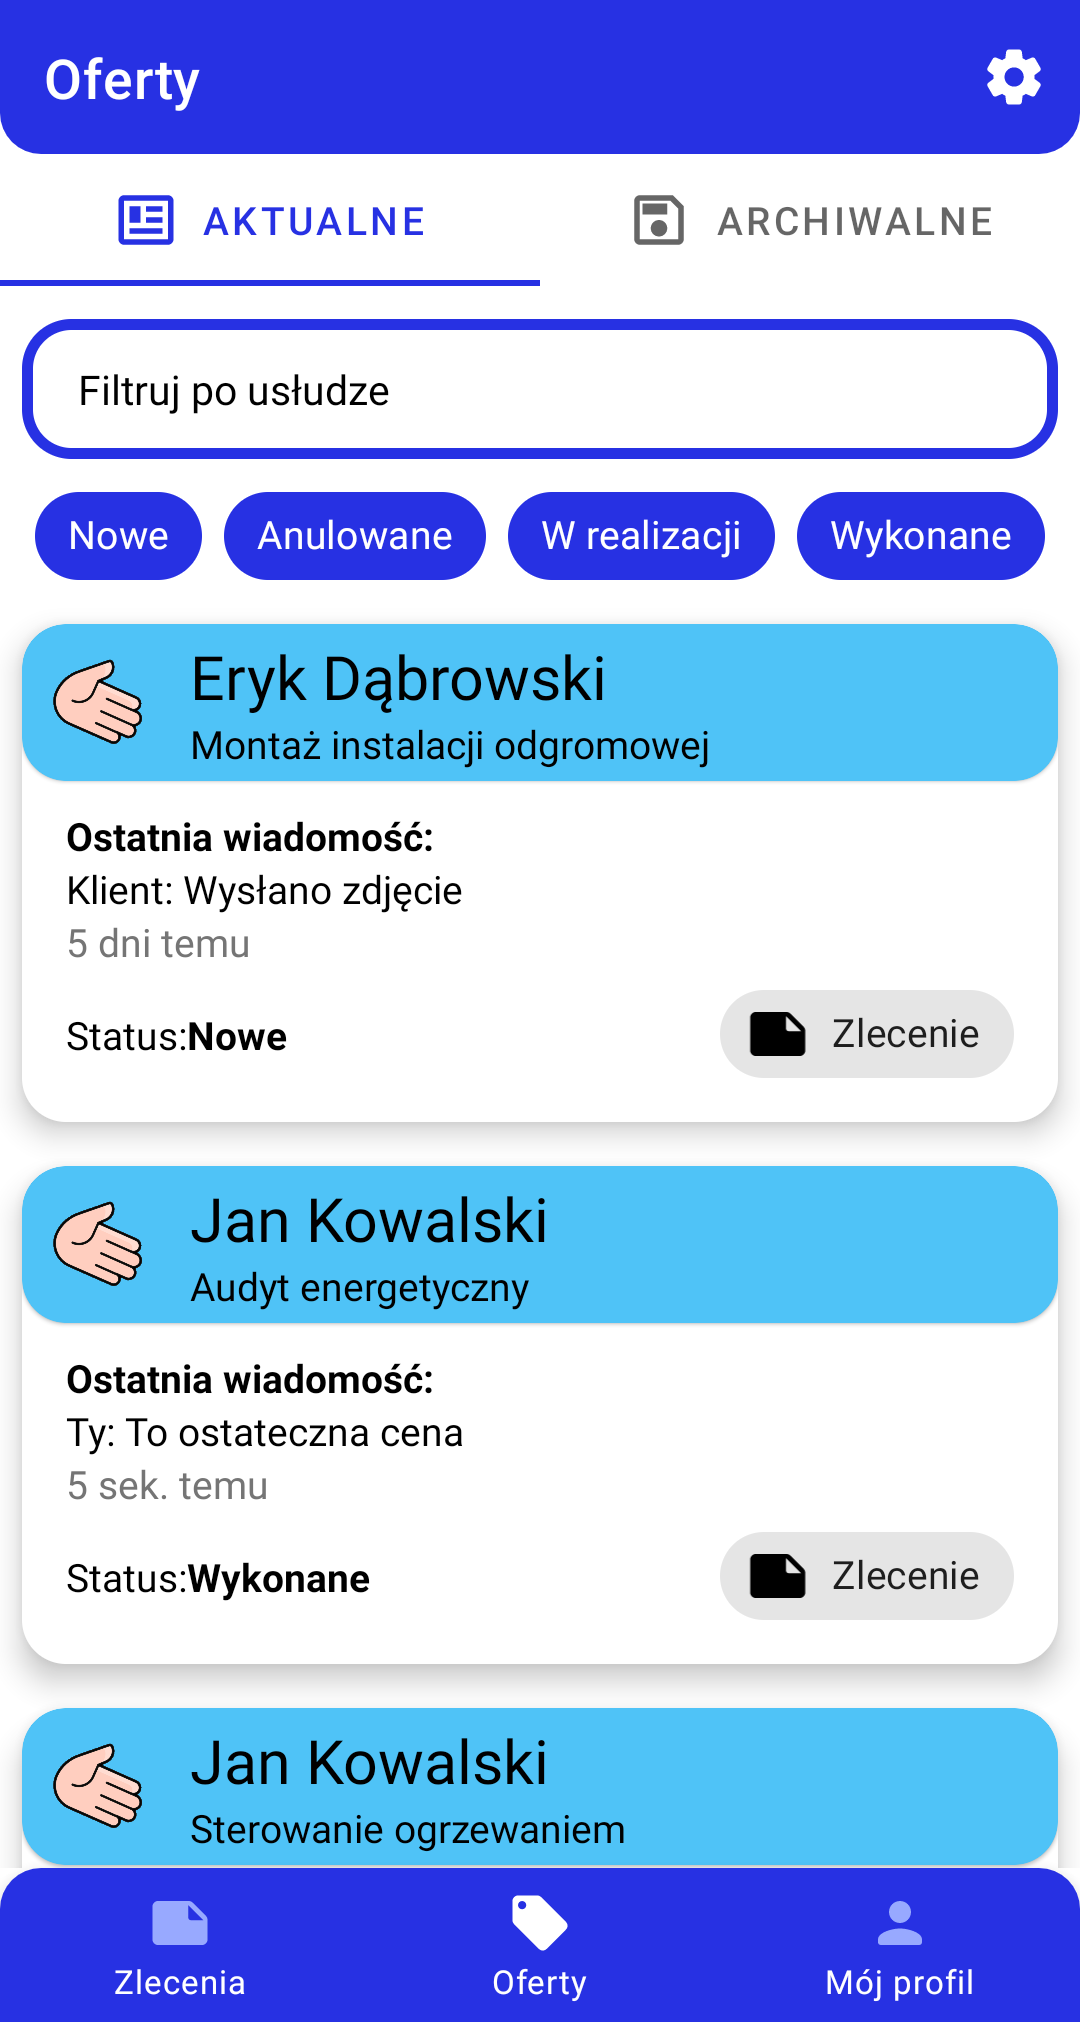 Oferty
AKTUALNE
ARCHIWALNE
Filtruj po usłudze
Nowe
Anulowane
W realizacji
Wykonane
Eryk Dąbrowski
Montaż instalacji odgromowej
Ostatnia wiadomość:
Klient: Wysłano zdjęcie
5 dni temu
Status:Nowe
Zlecenie
Jan Kowalski
Audyt energetyczny
Ostatnia wiadomość:
Ty: To ostateczna cena
5 sek. temu
Status:Wykonane
Zlecenie
Jan Kowalski
Sterowanie ogrzewaniem
Zlecenia
Oferty
Mój profil